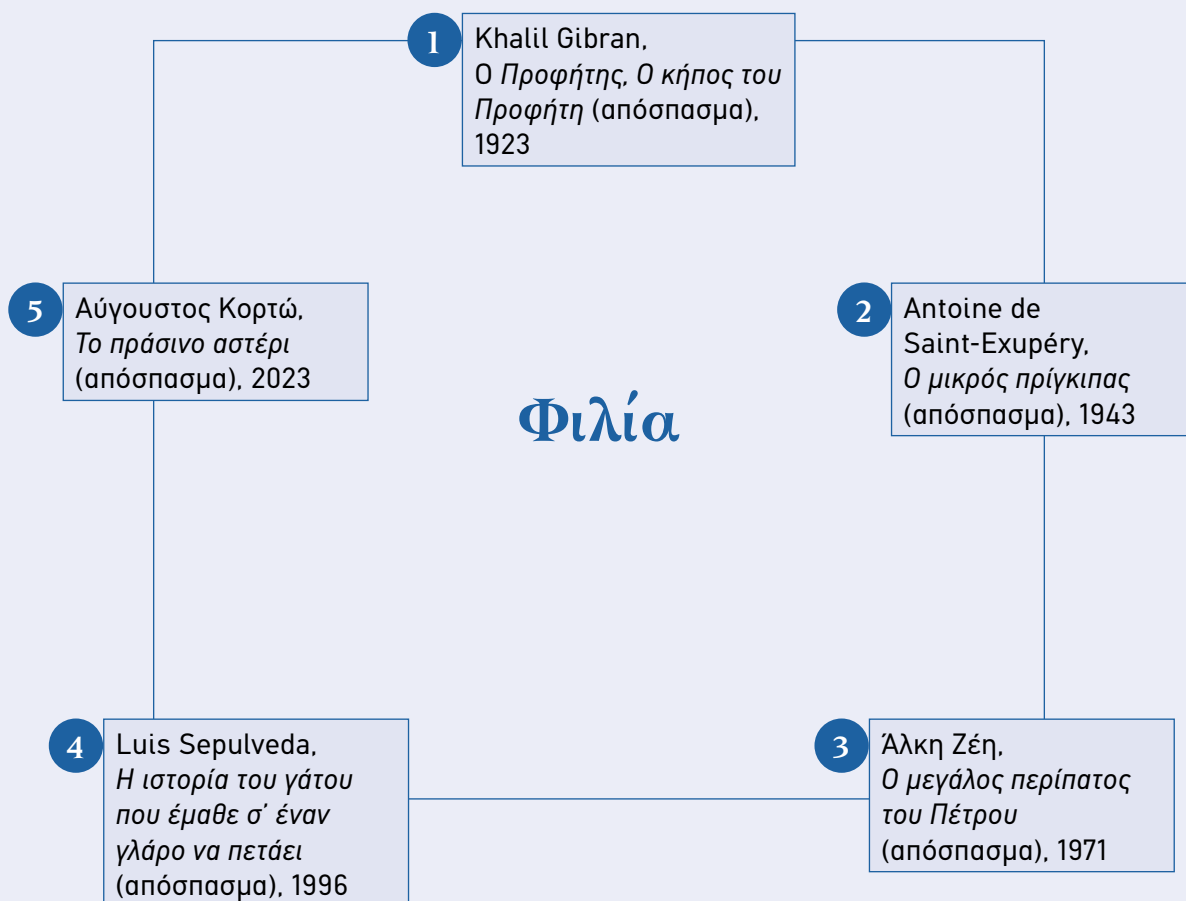 1
Khalil Gibran,
Ο Προφήτης, Ο κήπος του
Προφήτη (απόσπασμα),
1923
2
Antoine de
Saint-Exupéry,
Ο μικρός πρίγκιπας
(απόσπασμα), 1943
3
Άλκη Ζέη,
Ο μεγάλος περίπατος
του Πέτρου
(απόσπασμα), 1971
4
Luis Sepulveda,
Η ιστορία του γάτου
που έμαθε σ' έναν
γλάρο να πετάει
(απόσπασμα), 1996
5
Αύγουστος Κορτώ,
Το πράσινο αστέρι
(απόσπασμα), 2023
Φιλία